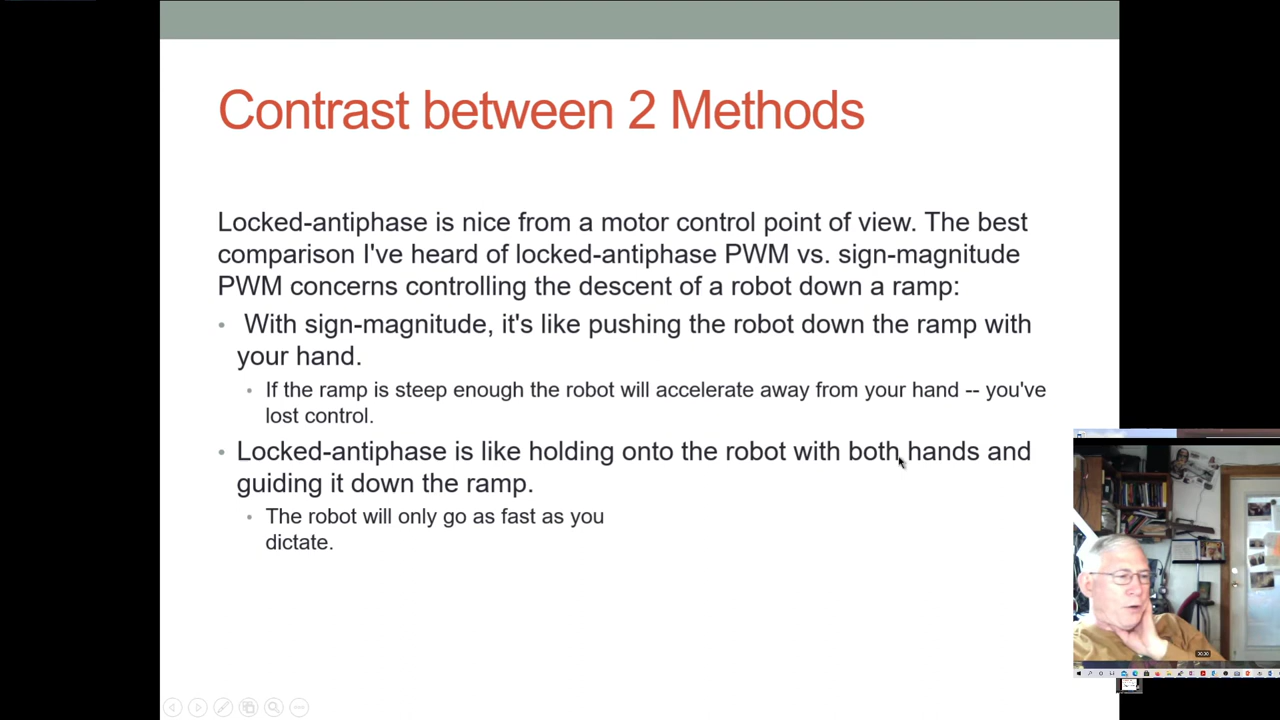 Contrast between 2 Methods
Locked-antiphase is nice from a motor control point of view. The best
comparison I've heard of locked-antiphase PWM vs. sign-magnitude
PWM concerns controlling the descent of a robot down a ramp:
• With sign-magnitude, it's like pushing the robot down the ramp with
your hand.
• If the ramp is steep enough the robot will accelerate away from your hand -- you've
lost control.
• Locked-antiphase is like holding onto the robot with both hands and
guiding it down the ramp.
• The robot will only go as fast as you
dictate.
30:30